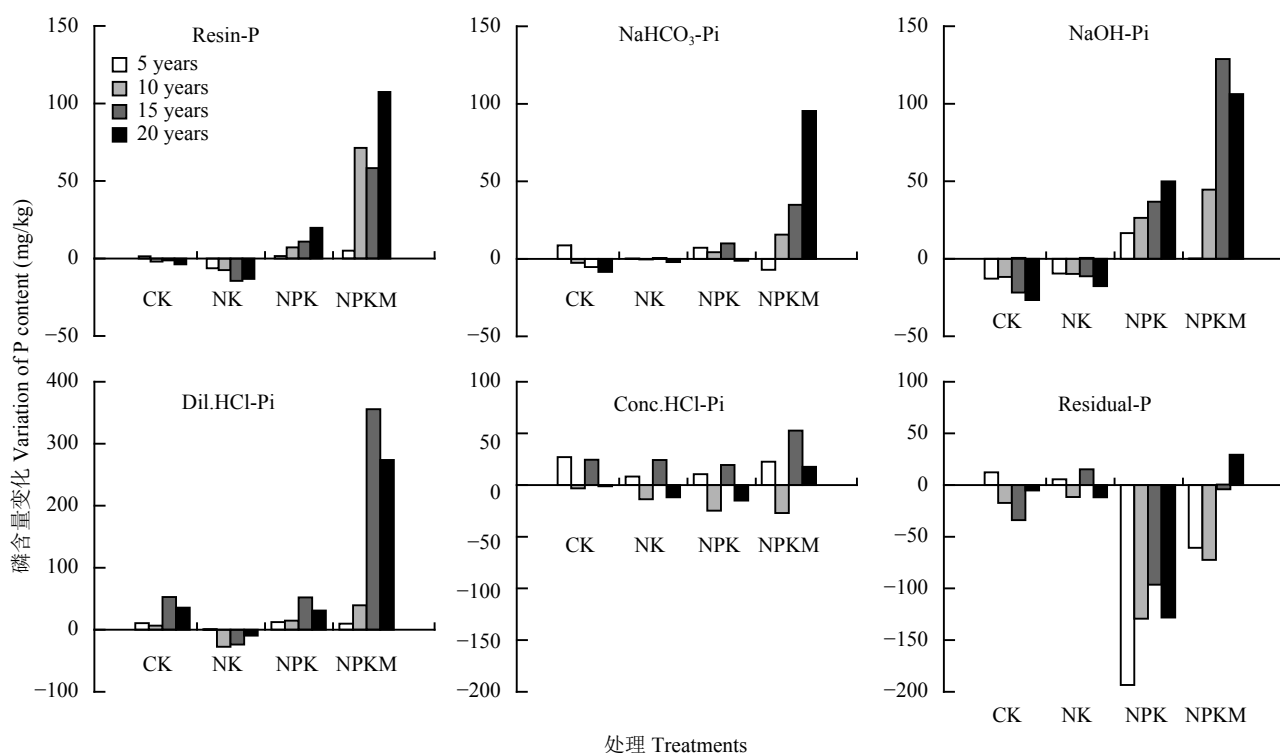 磷含量变化 Variation of P content (mg/kg)
Resin-P
5 years
10 years
15 years
20 years
150
100
50
0
−50
CK NK NPK NPKM
NaHCO₃-Pi
150
100
50
0
−50
CK NK NPK NPKM
NaOH-Pi
150
100
50
0
−50
CK NK NPK NPKM
Dil.HCl-Pi
400
300
200
100
0
−100
CK NK NPK NPKM
Conc.HCl-Pi
100
50
0
−50
−100
−150
−200
CK NK NPK NPKM
Residual-P
100
50
0
−50
−100
−150
−200
CK NK NPK NPKM
处理 Treatments